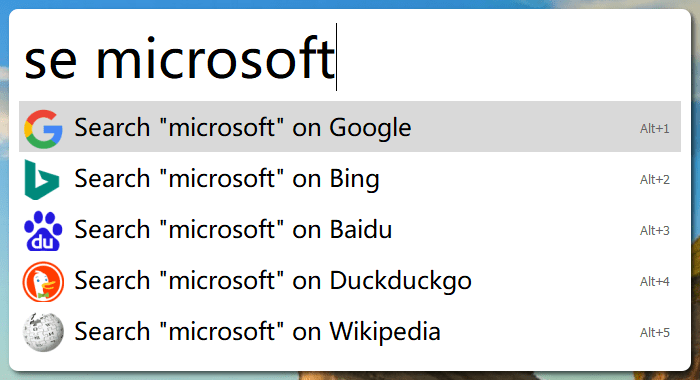 se microsoft
Search "microsoft" on Google Alt+1
Search "microsoft" on Bing Alt+2
du
Search "microsoft" on Baidu Alt+3
Search "microsoft" on Duckduckgo Alt+4
Search "microsoft" on Wikipedia Alt+5